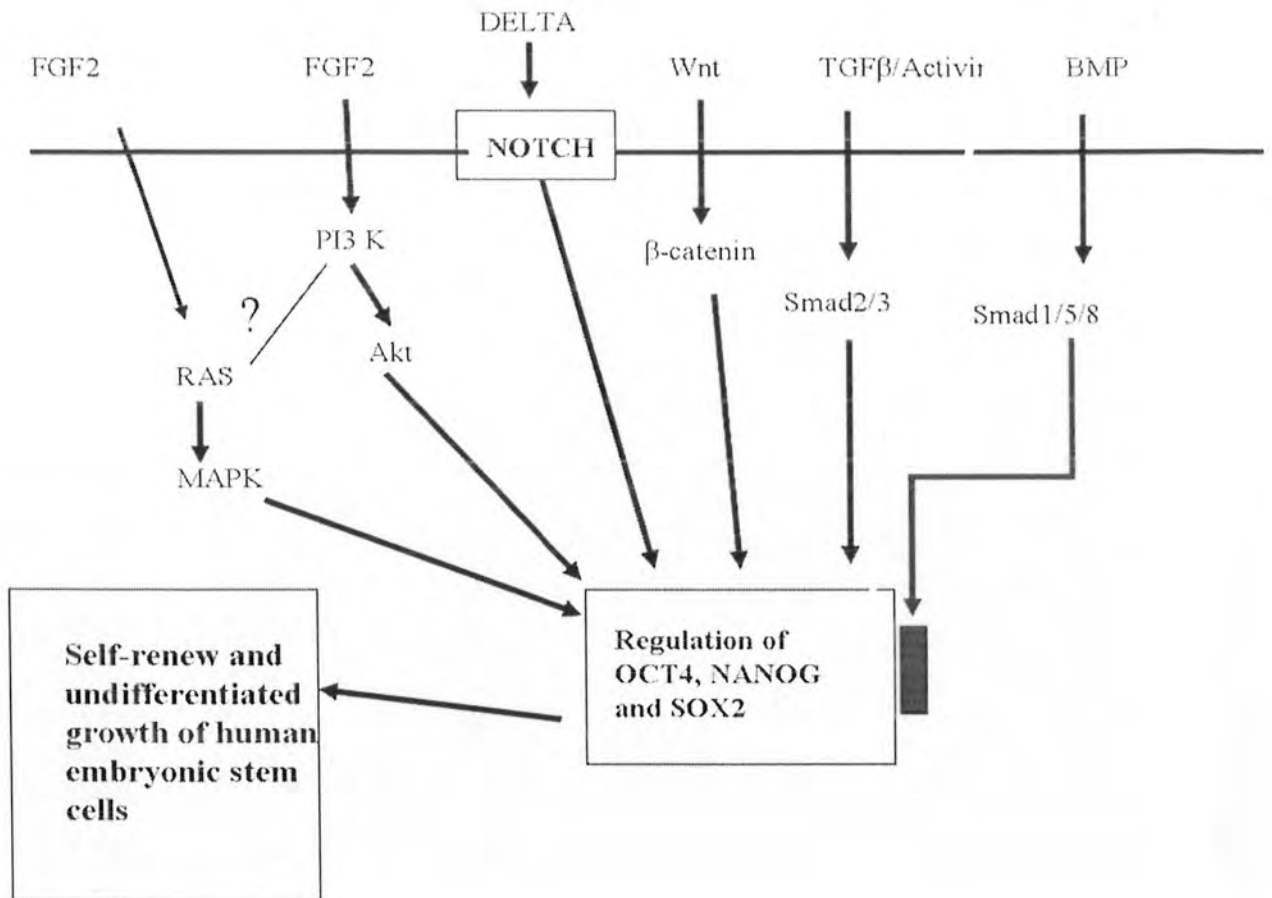 DELTA
FGF2
FGF2
Wnt
TGFβ/Activir
BMP
NOTCH
PI3 K
β-catenin
?
Smad2/3
Smad1/5/8
Akt
RAS
MAPK
Regulation of
OCT4, NANOG
and SOX2
Self-renew and
undifferentiated
growth of human
embryonic stem
cells